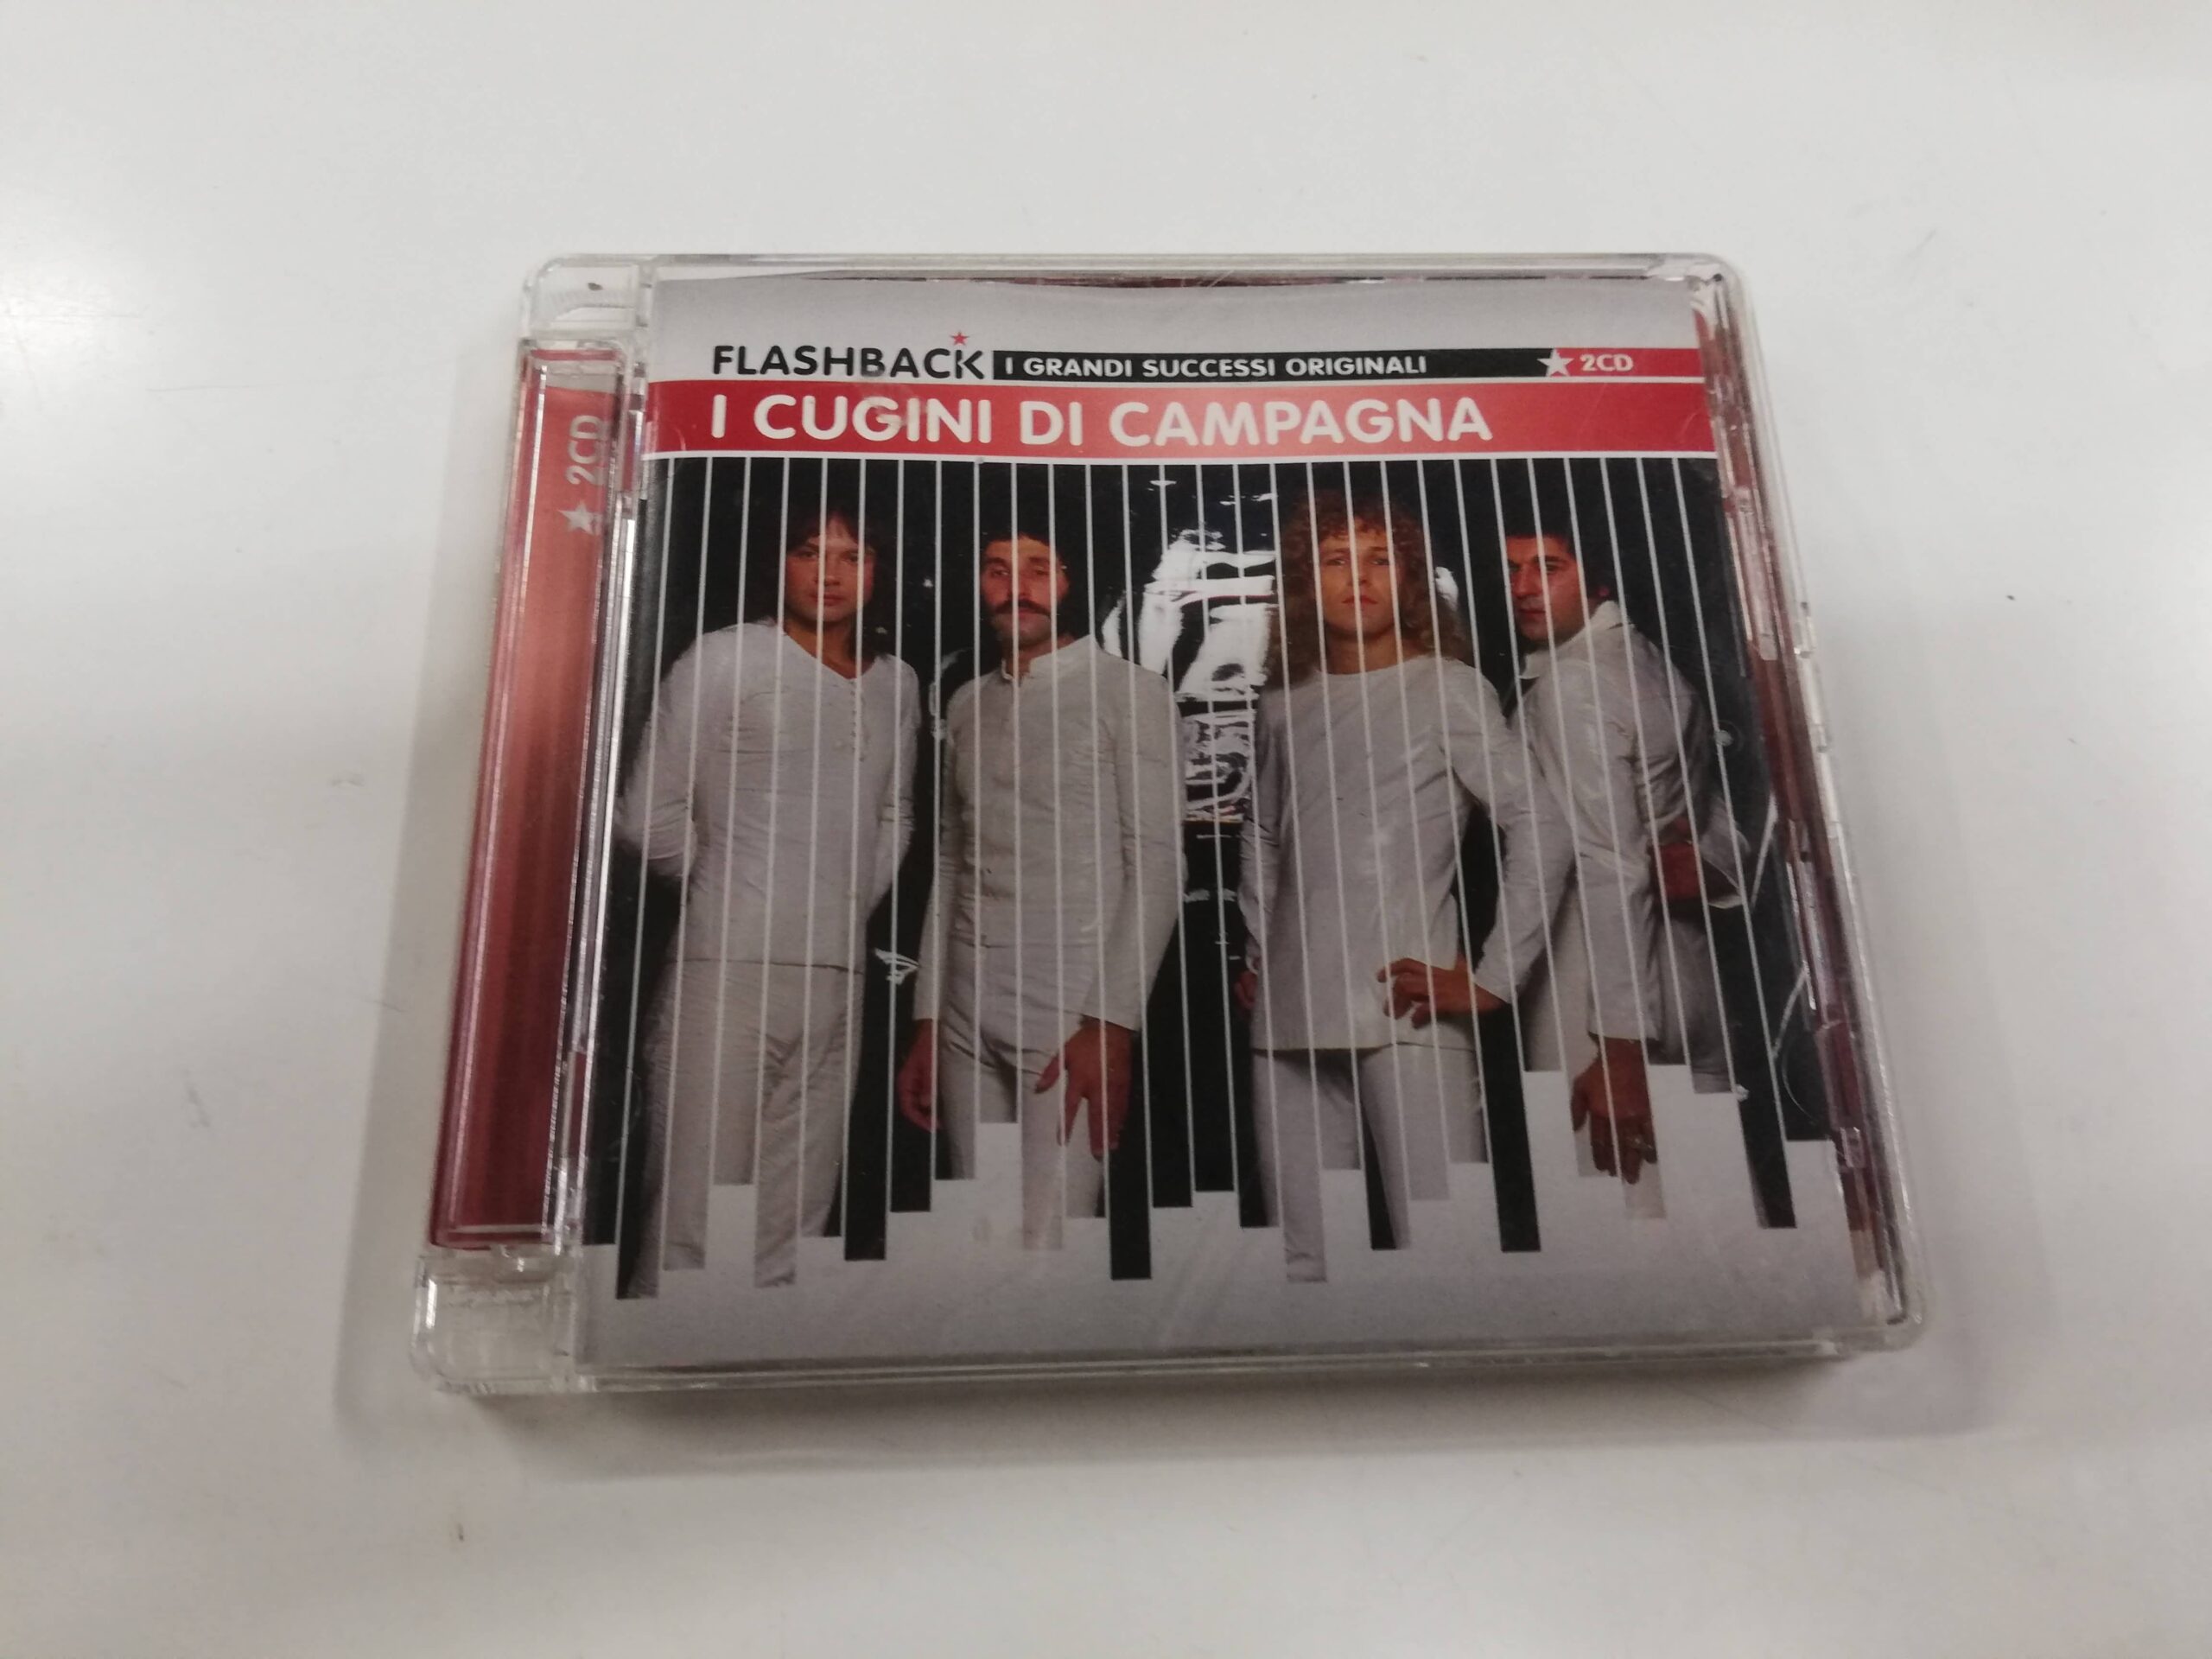 FLASHBACK I GRANDI SUCCESSI ORIGINALI ★ 2CD
I CUGINI DI CAMPAGNA
★ 2CD